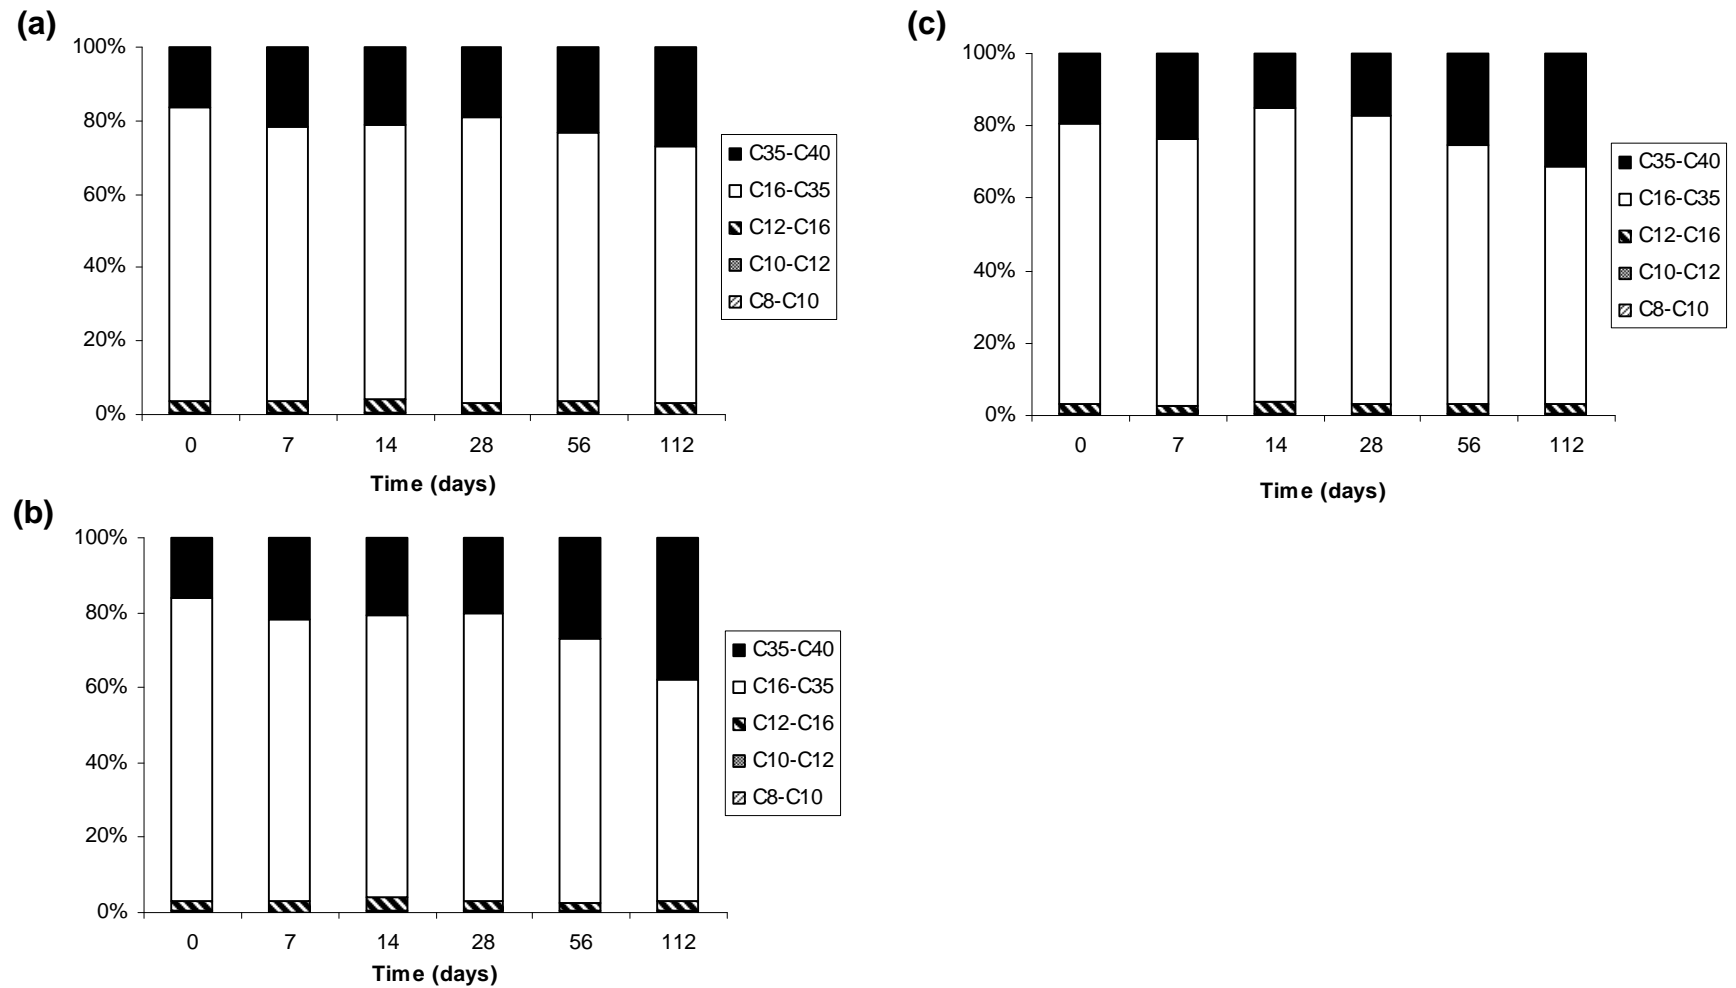 (a)
100%
80%
60%
40%
20%
0%
0 7 14 28 56 112
Time (days)
C35-C40
C16-C35
C12-C16
C10-C12
C8-C10
(c)
100%
80%
60%
40%
20%
0%
0 7 14 28 56 112
Time (days)
C35-C40
C16-C35
C12-C16
C10-C12
C8-C10
(b)
100%
80%
60%
40%
20%
0%
0 7 14 28 56 112
Time (days)
C35-C40
C16-C35
C12-C16
C10-C12
C8-C10